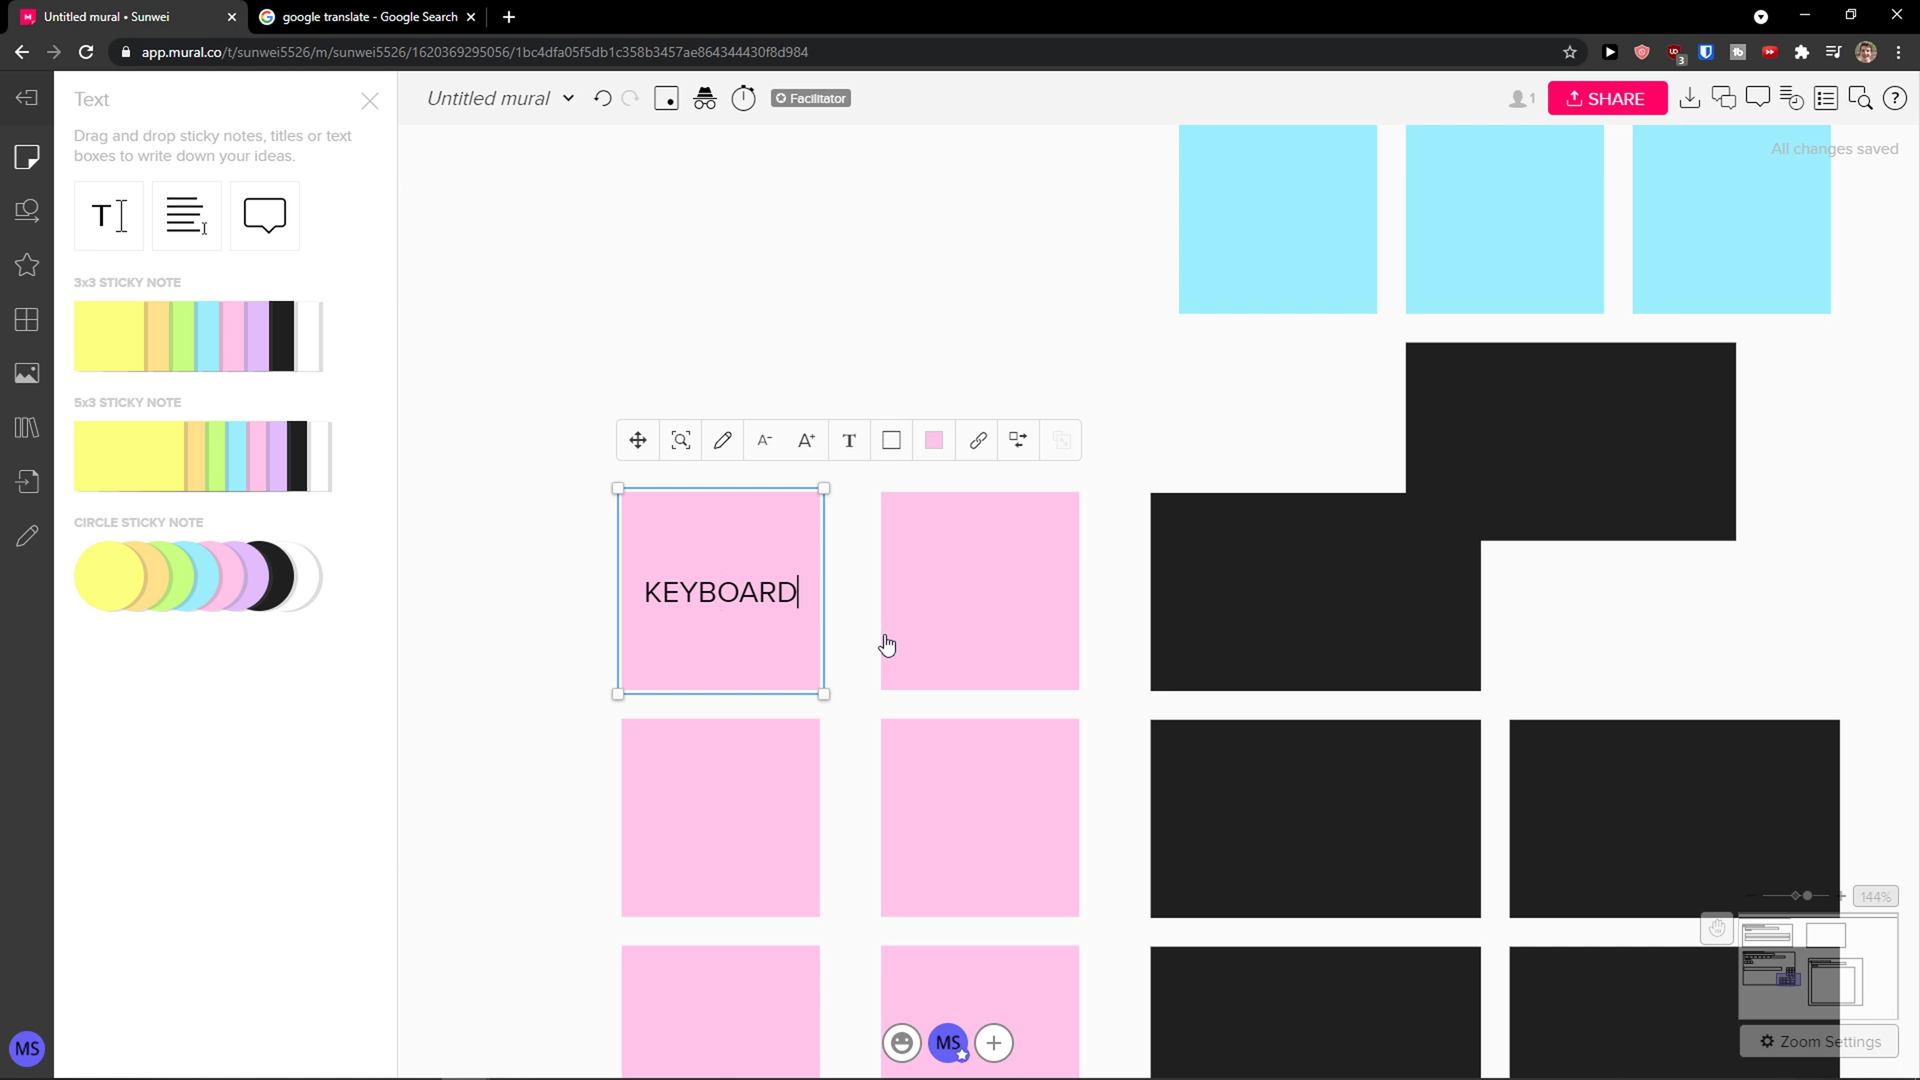 Untitled mural • Sunwei
google translate - Google Search
app.mural.co/t/sunwei5526/m/sunwei5526/1620369295056/1bc4dfa05f5db1c358b3457ae864344430f8d984
3
Text
Untitled mural
Facilitator
1
SHARE
All changes saved
Drag and drop sticky notes, titles or text
boxes to write down your ideas.
T
3x3 STICKY NOTE
5x3 STICKY NOTE
CIRCLE STICKY NOTE
A-
A+
T
KEYBOARD
144%
MS
MS
Zoom Settings